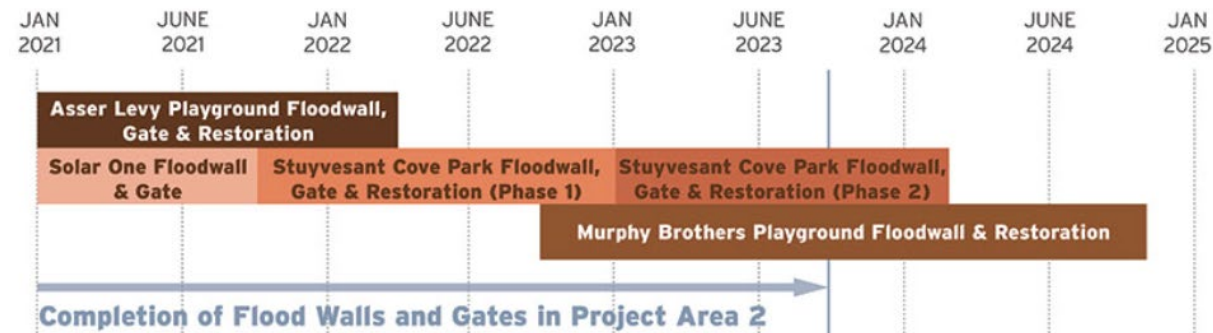 JAN JUNE JAN JUNE JAN JUNE JAN JUNE JAN
2021 2021 2022 2022 2023 2023 2024 2024 2025
Asser Levy Playground Floodwall,
Gate & Restoration
Solar One Floodwall
& Gate
Stuyvesant Cove Park Floodwall,
Gate & Restoration (Phase 1)
Stuyvesant Cove Park Floodwall,
Gate & Restoration (Phase 2)
Murphy Brothers Playground Floodwall & Restoration
Completion of Flood Walls and Gates in Project Area 2